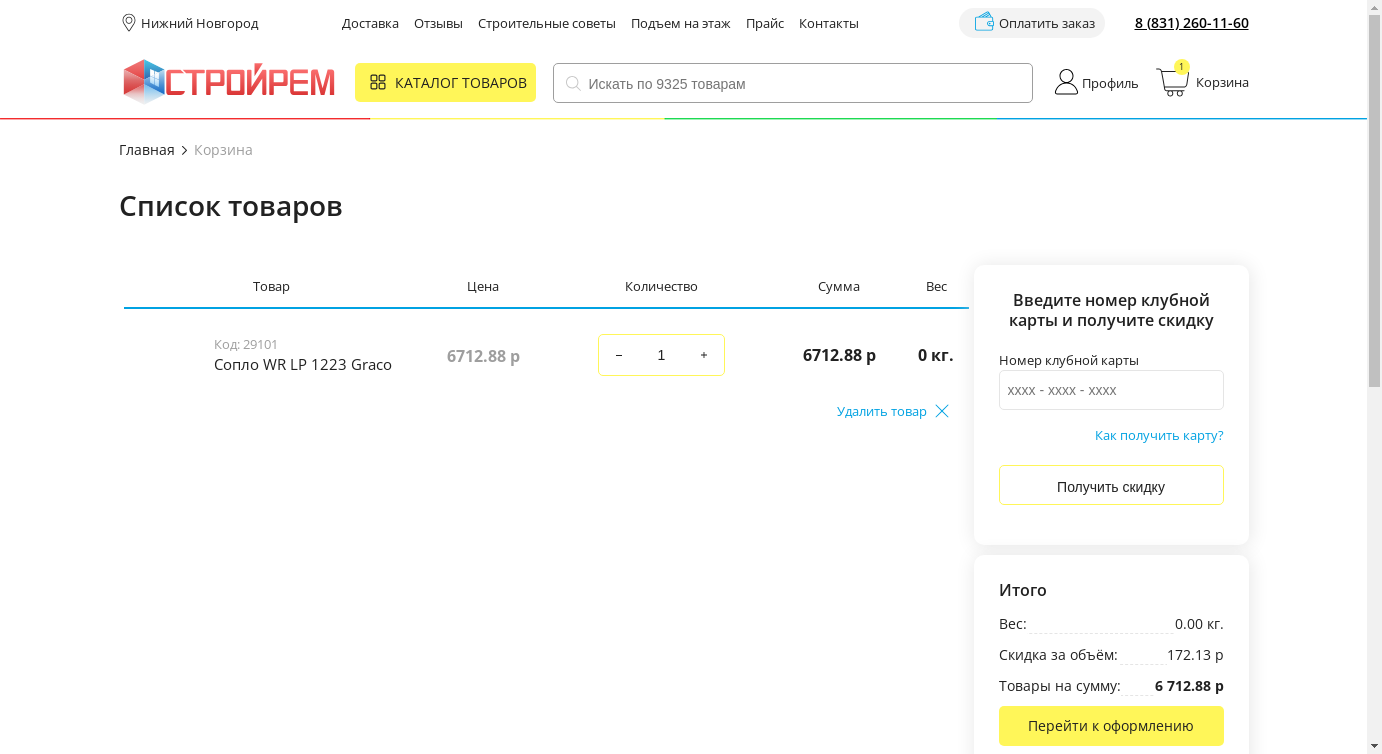 Нижний Новгород
Доставка Отзывы Строительные советы Подъем на этаж Прайс Контакты
Оплатить заказ
8 (831) 260-11-60
СТРОЙРЕМ
КАТАЛОГ ТОВАРОВ
Искать по 9325 товарам
Профиль
1
Корзина
Главная > Корзина
Список товаров
Товар Цена Количество Сумма Вес
Код: 29101
Сопло WR LP 1223 Graco
6712.88 р
− 1 +
6712.88 р
0 кг.
Удалить товар
Введите номер клубной
карты и получите скидку
Номер клубной карты
xxxx - xxxx - xxxx
Как получить карту?
Получить скидку
Итого
Вес: 0.00 кг.
Скидка за объём: 172.13 р
Товары на сумму: 6 712.88 р
Перейти к оформлению